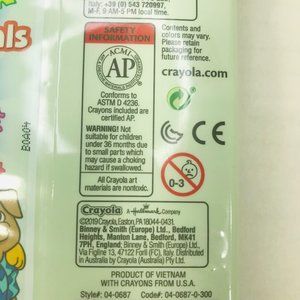 Italy: +39 (0) 543 720997,
M-F, 9 AM-5 PM local time.
als
SAFETY
INFORMATION
ACMI
AP
Conforms to
ASTM D 4236.
Crayons included are
certified AP.
WARNING! Not
suitable for children
under 36 months due
to small parts which
may cause a choking
hazard if swallowed.
All Crayola art
materials are nontoxic.
Contents and
colors may vary.
Please retain
packaging for
future reference.
crayola.com
CE
0-3
B0A04
Crayola A Hallmark Company
©2019 Crayola, Easton, PA 18044-0431.
Binney & Smith (Europe) Ltd., Bedford
Heights, Manton Lane, Bedford, MK41
7PH, England; Binney & Smith (Europe) Ltd.,
Via Figline 13, 47122 Forlì (FC), Italy. Distributed
in Australia by Crayola (Australia) Pty Ltd.
PRODUCT OF VIETNAM
WITH CRAYONS FROM U.S.A.
Style# 04-0687 Code# 04-0687-0-300